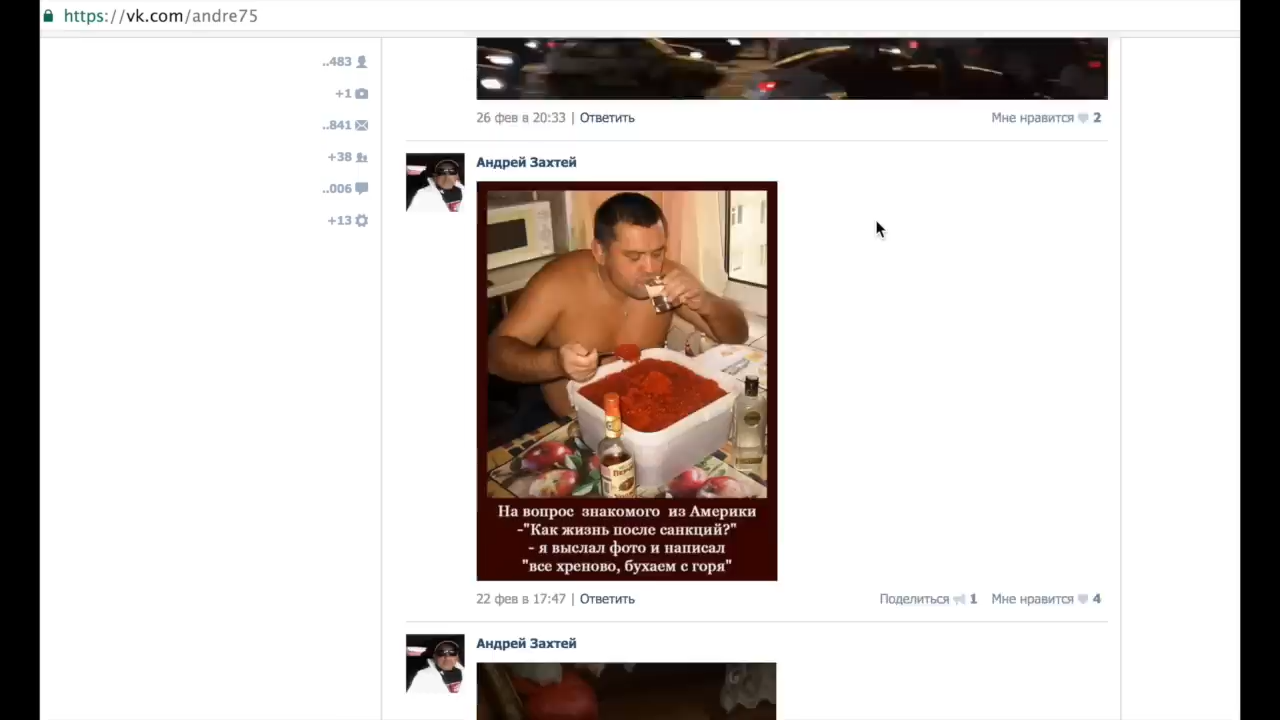 https://vk.com/andre75
..483
+1
..841
+38
..006
+13
26 фев в 20:33 | Ответить
Мне нравится 2
Андрей Захтей
На вопрос знакомого из Америки
-"Как жизнь после санкций?"
- я выслал фото и написал
"все хреново, бухаем с горя"
22 фев в 17:47 | Ответить
Поделиться 1 Мне нравится 4
Андрей Захтей